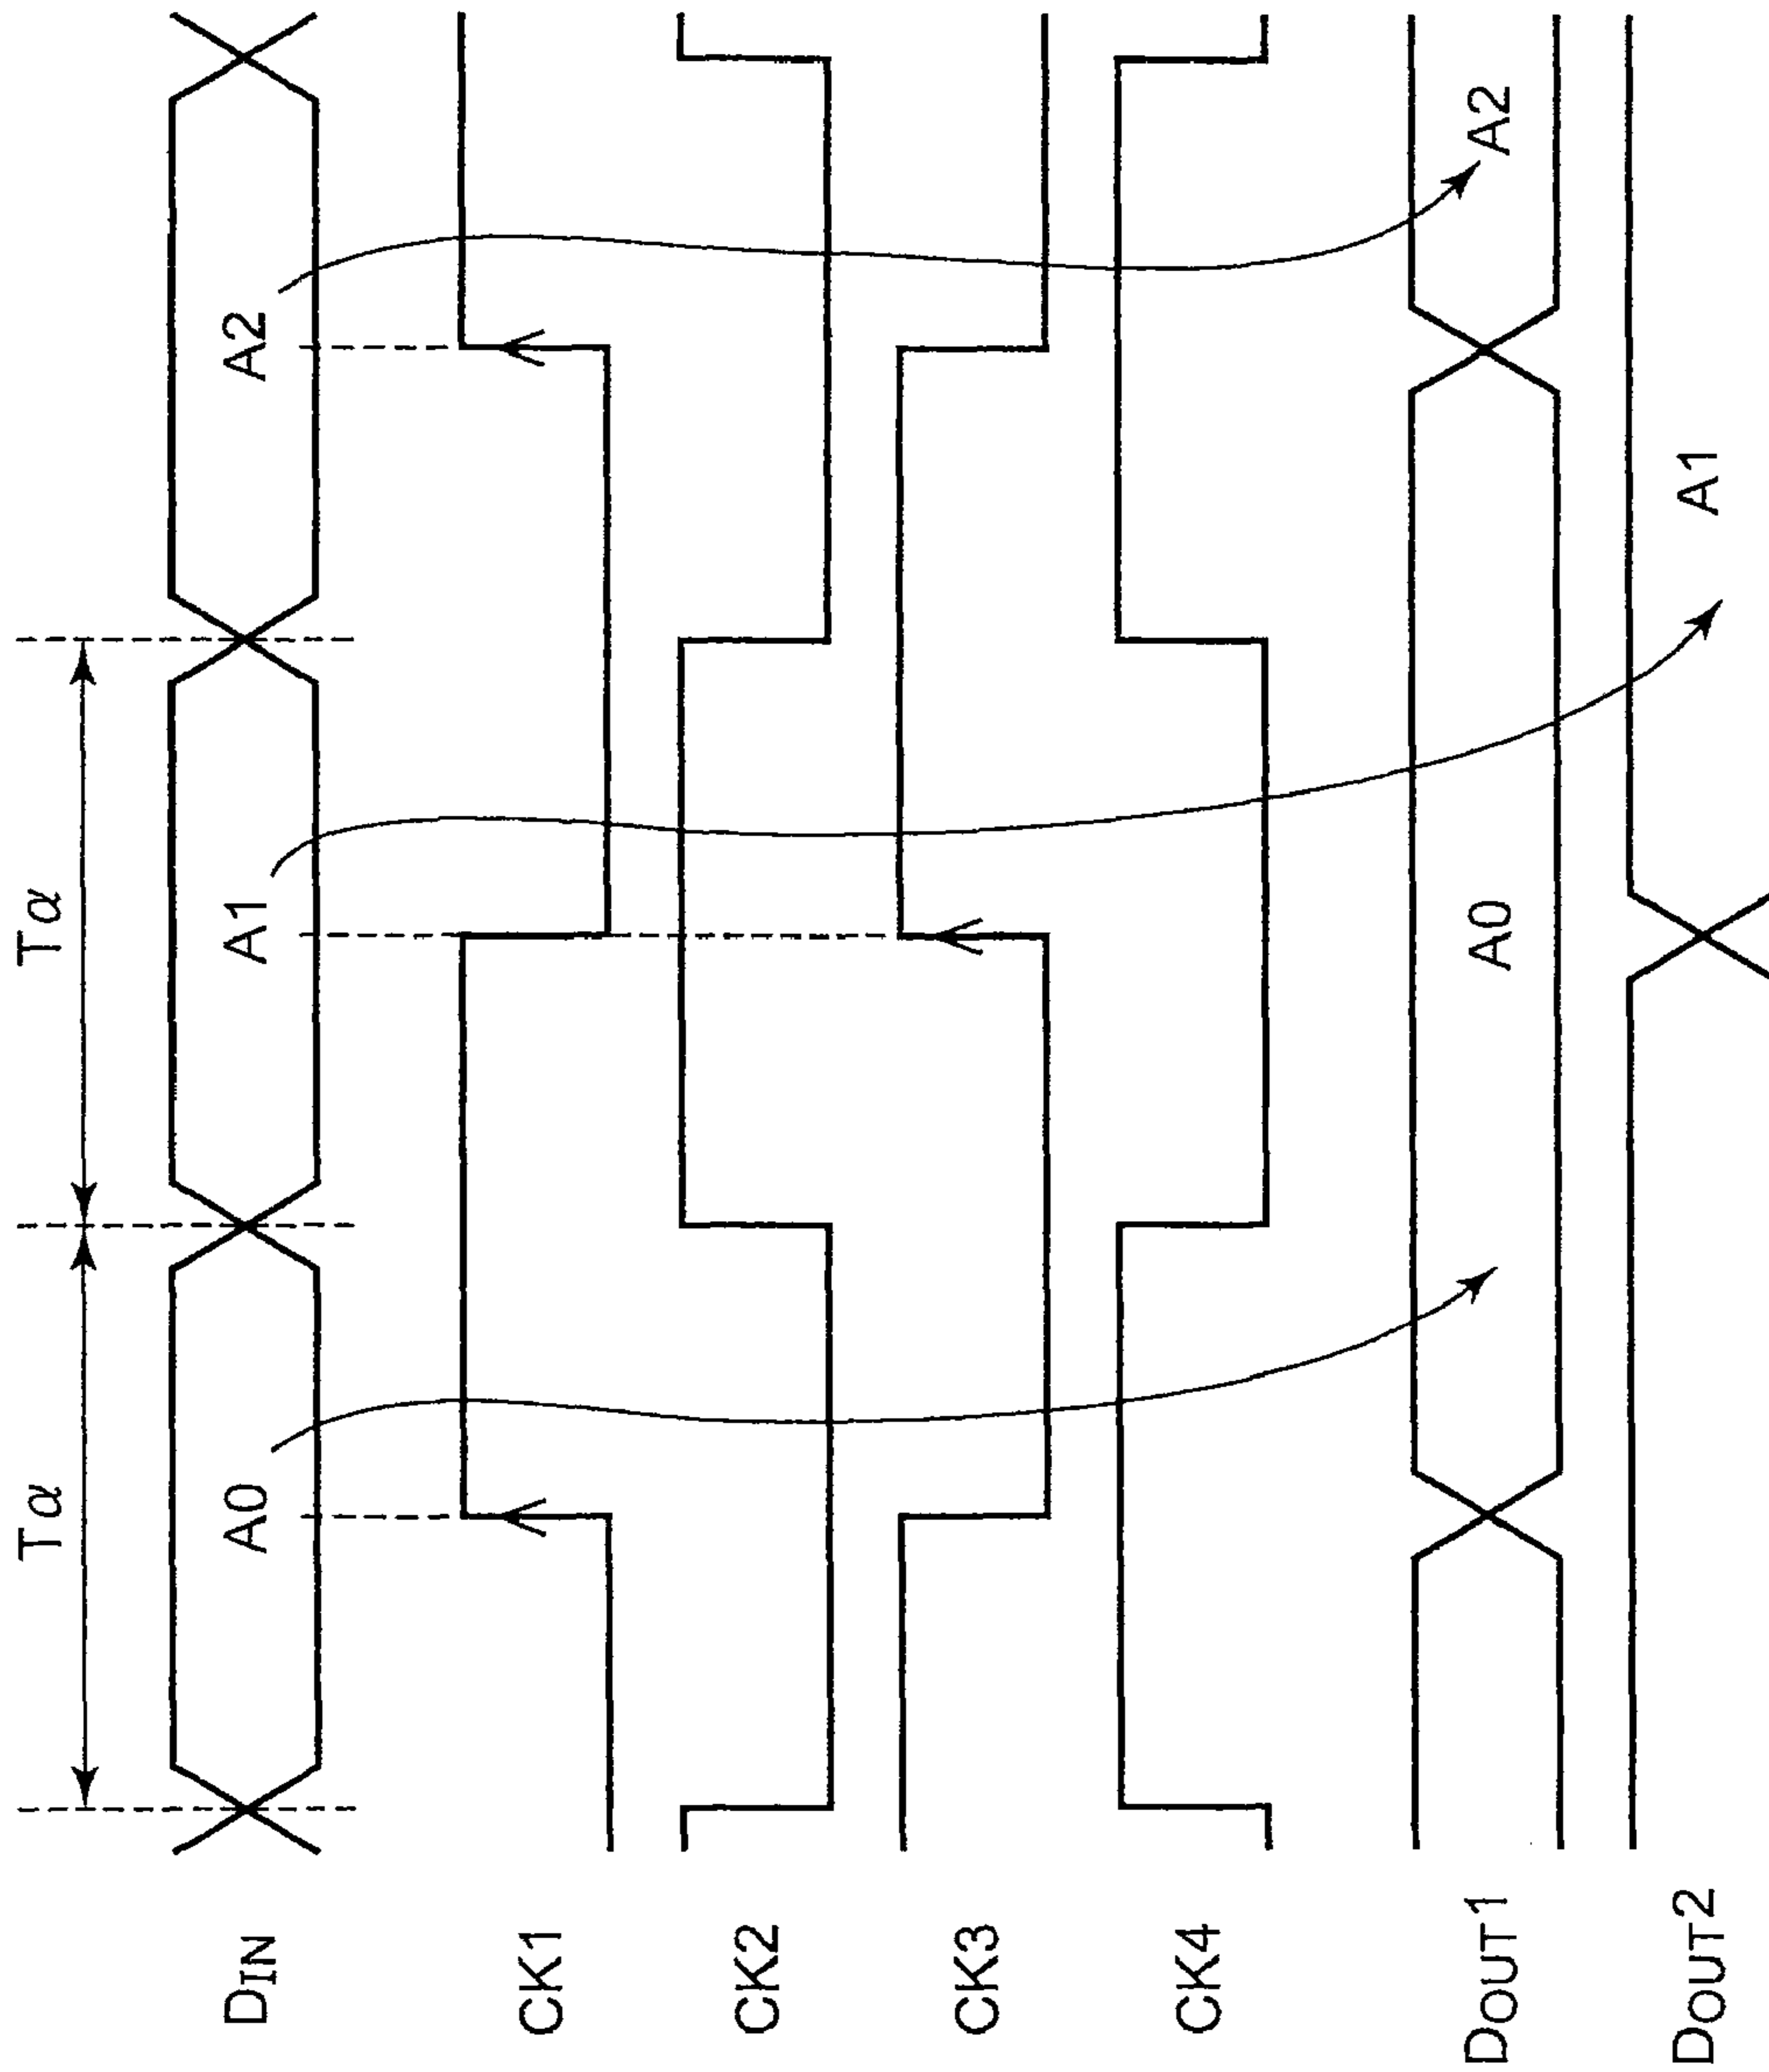 Tα Tα
DIN A0 A1 A2
CK1
CK2
CK3
CK4
DOUT1 A0 A2
DOUT2 A1